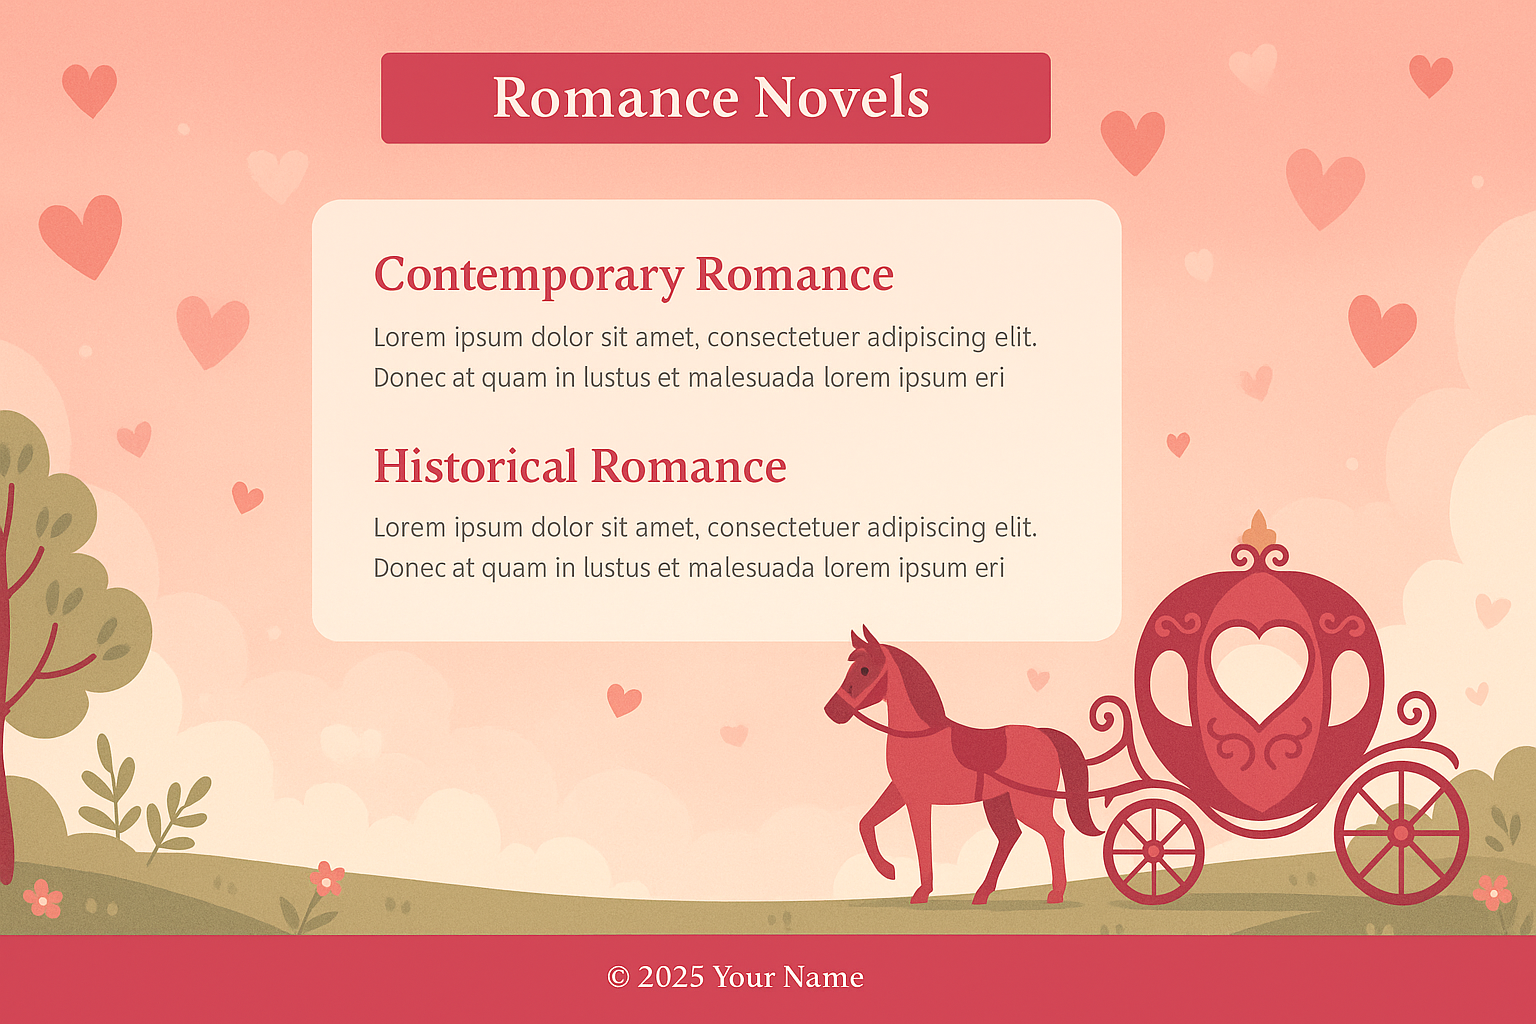 Romance Novels
Contemporary Romance
Lorem ipsum dolor sit amet, consectetuer adipiscing elit.
Donec at quam in lustus et malesuada lorem ipsum eri
Historical Romance
Lorem ipsum dolor sit amet, consectetuer adipiscing elit.
Donec at quam in lustus et malesuada lorem ipsum eri
© 2025 Your Name